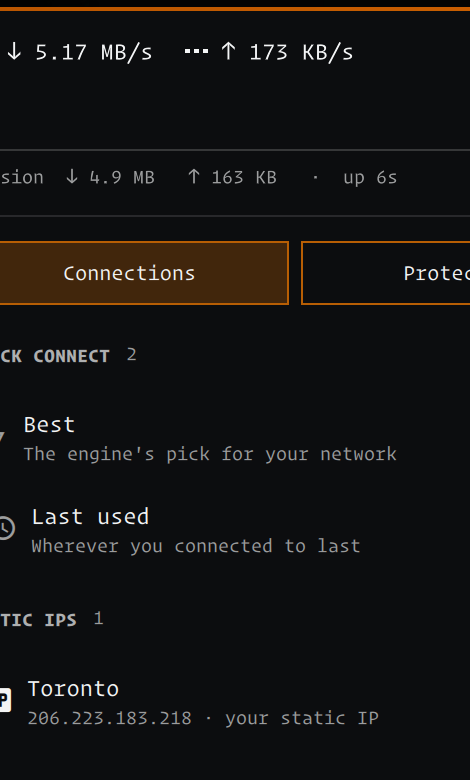 ↓ 5.17 MB/s ↑ 173 KB/s
sion ↓ 4.9 MB ↑ 163 KB · up 6s
Connections
Protec
CK CONNECT 2
Best
The engine's pick for your network
Last used
Wherever you connected to last
TIC IPS 1
Toronto
206.223.183.218 · your static IP